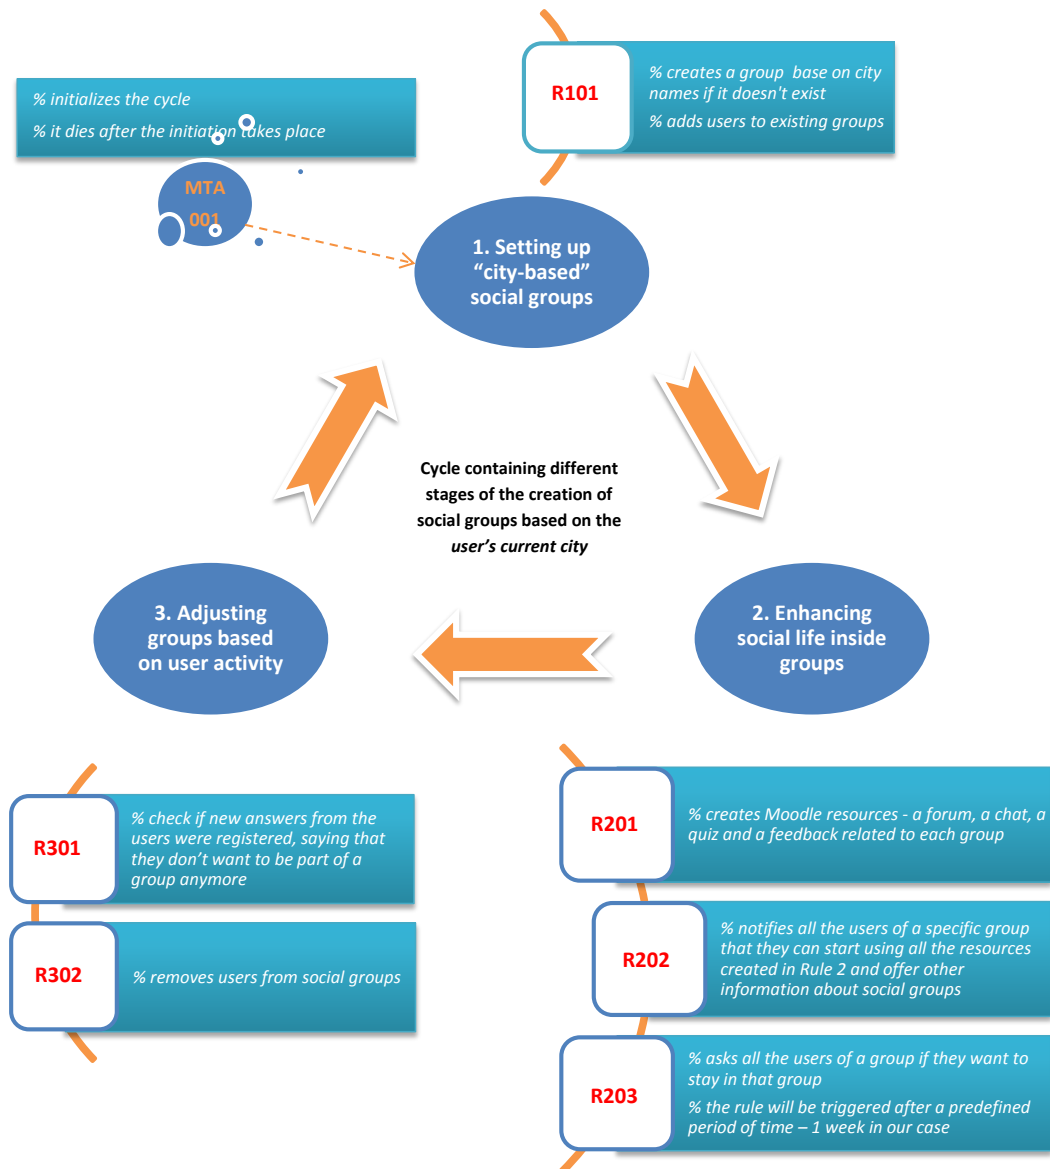 % creates a group  base on city
names if it doesn't exist
% adds users to existing groups
R101
% initializes the cycle
% it dies after the initiation takes place
MTA
001
1. Setting up
“city-based”
social groups
Cycle containing different
stages of the creation of
social groups based on the
user’s current city
3. Adjusting
groups based
on user activity
2. Enhancing
social life inside
groups
R201
% creates Moodle resources - a forum, a chat, a
quiz and a feedback related to each group
R202
% notifies all the users of a specific group
that they can start using all the resources
created in Rule 2 and offer other
information about social groups
R203
% asks all the users of a group if they want to
stay in that group
% the rule will be triggered after a predefined
period of time – 1 week in our case
R301
% check if new answers from the
users were registered, saying that
they don’t want to be part of a
group anymore
R302
% removes users from social groups